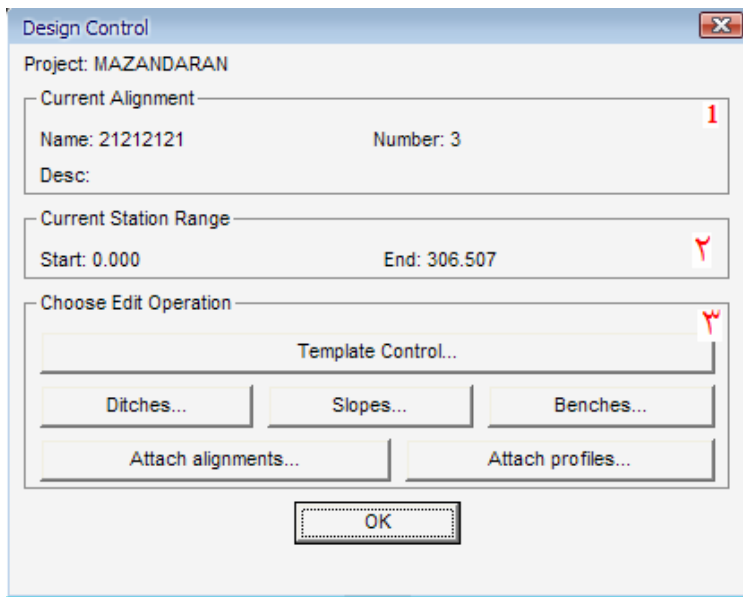 Design Control
Project: MAZANDARAN
Current Alignment
1
Name: 21212121 Number: 3
Desc:
Current Station Range
۲
Start: 0.000 End: 306.507
Choose Edit Operation
۳
Template Control...
Ditches... Slopes... Benches...
Attach alignments... Attach profiles...
OK